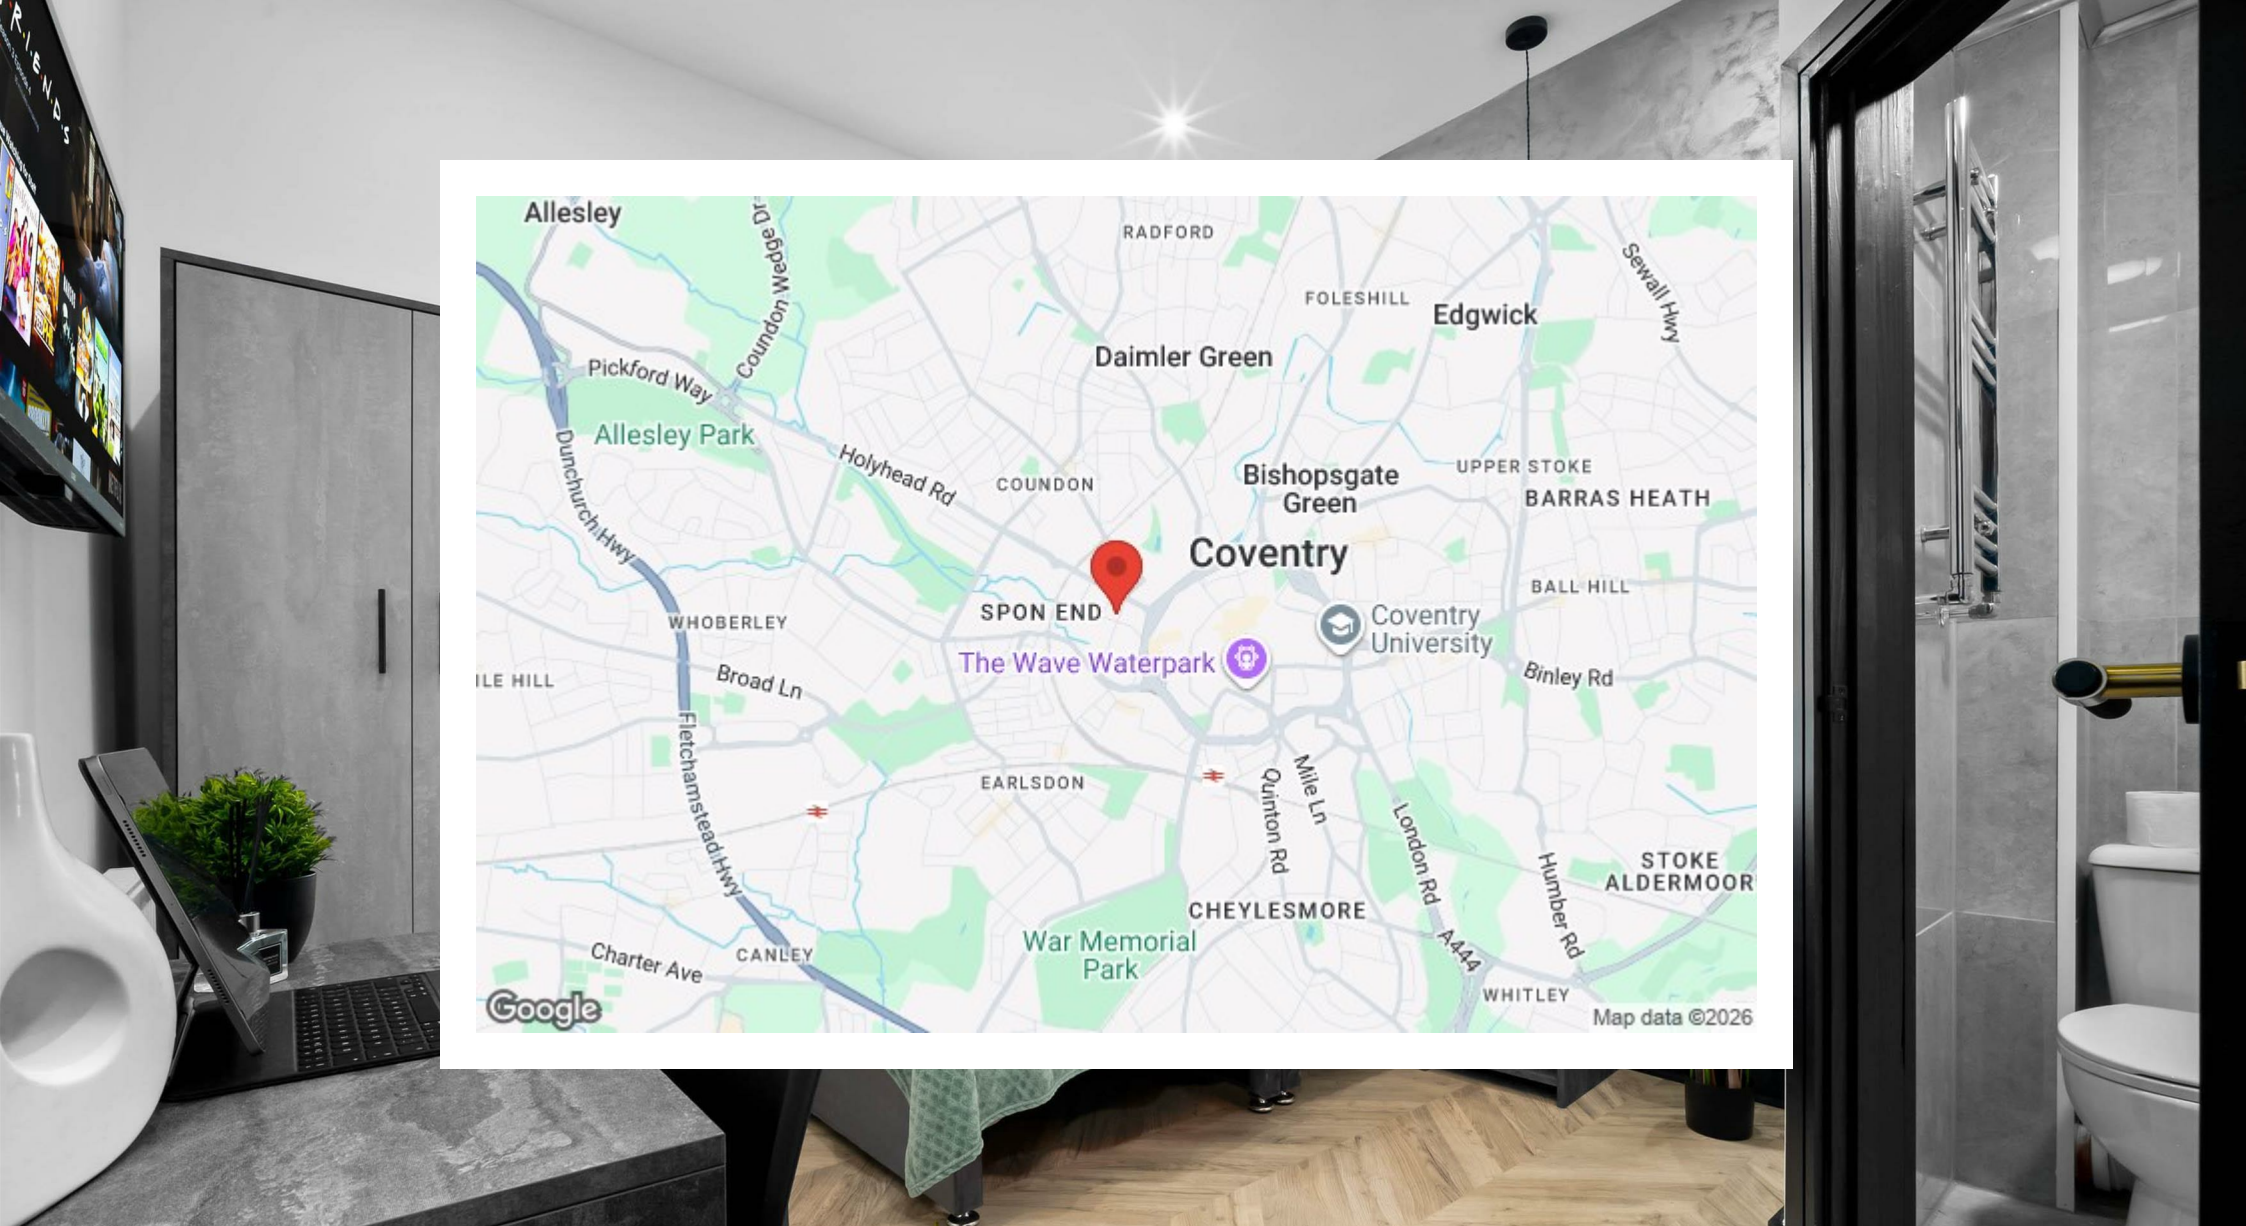 FRIENDS
Allesley
RADFORD
Coundon Wedge Dr
Sewall Hwy
FOLESHILL
Edgwick
Daimler Green
Pickford Way
Allesley Park
Holyhead Rd
COUNDON
Bishopsgate
Green
UPPER STOKE
BARRAS HEATH
Dunchurch Hwy
Coventry
BALL HILL
SPON END
WHOBERLEY
Coventry
University
The Wave Waterpark
Broad Ln
ILE HILL
Binley Rd
Fletchamstead Hwy
EARLSDON
Mile Ln
Quinton Rd
London Rd
Humber Rd
STOKE
ALDERMOOR
CHEYLESMORE
War Memorial
Park
A444
Charter Ave
CANLEY
WHITLEY
Google
Map data ©2026